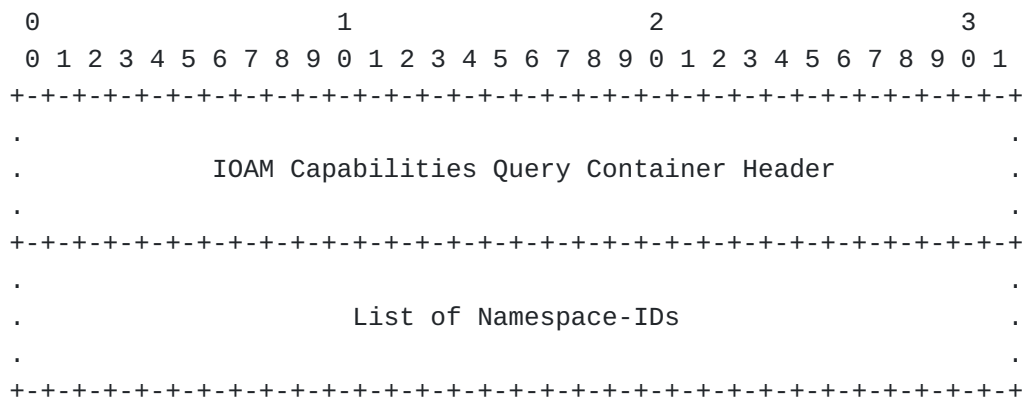 0                   1                   2                   3
 0 1 2 3 4 5 6 7 8 9 0 1 2 3 4 5 6 7 8 9 0 1 2 3 4 5 6 7 8 9 0 1
+-+-+-+-+-+-+-+-+-+-+-+-+-+-+-+-+-+-+-+-+-+-+-+-+-+-+-+-+-+-+-+-+
.                                                               .
.            IOAM Capabilities Query Container Header           .
.                                                               .
+-+-+-+-+-+-+-+-+-+-+-+-+-+-+-+-+-+-+-+-+-+-+-+-+-+-+-+-+-+-+-+-+
.                                                               .
.                     List of Namespace-IDs                     .
.                                                               .
+-+-+-+-+-+-+-+-+-+-+-+-+-+-+-+-+-+-+-+-+-+-+-+-+-+-+-+-+-+-+-+-+